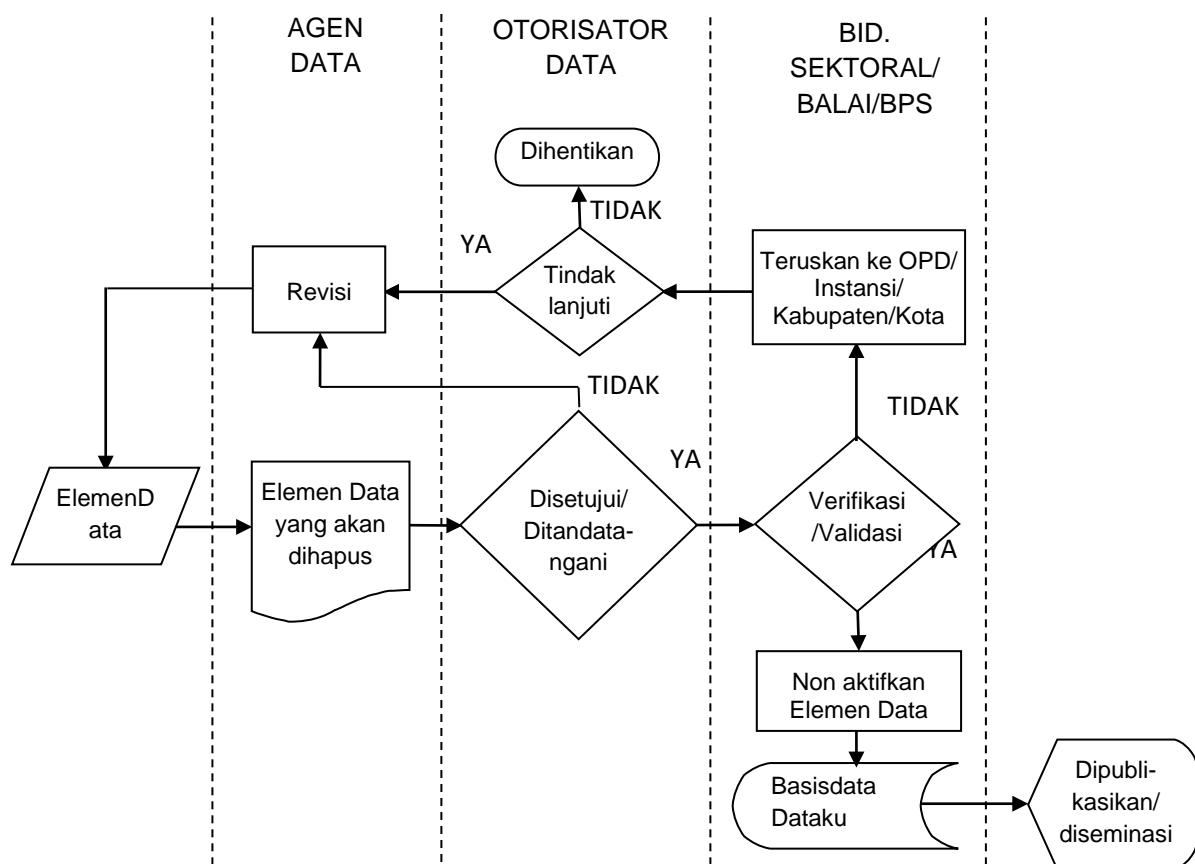 AGEN
DATA
OTORISATOR
DATA
BID.
SEKTORAL/
BALAI/BPS
Dihentikan
TIDAK
YA
Revisi
Tindak
lanjuti
Teruskan ke OPD/
Instansi/
Kabupaten/Kota
TIDAK
TIDAK
YA
ElemenD
ata
Elemen Data
yang akan
dihapus
Disetujui/
Ditandata-
ngani
Verifikasi
/Validasi
YA
Non aktifkan
Elemen Data
Basisdata
Dataku
Dipubli-
kasikan/
diseminasi